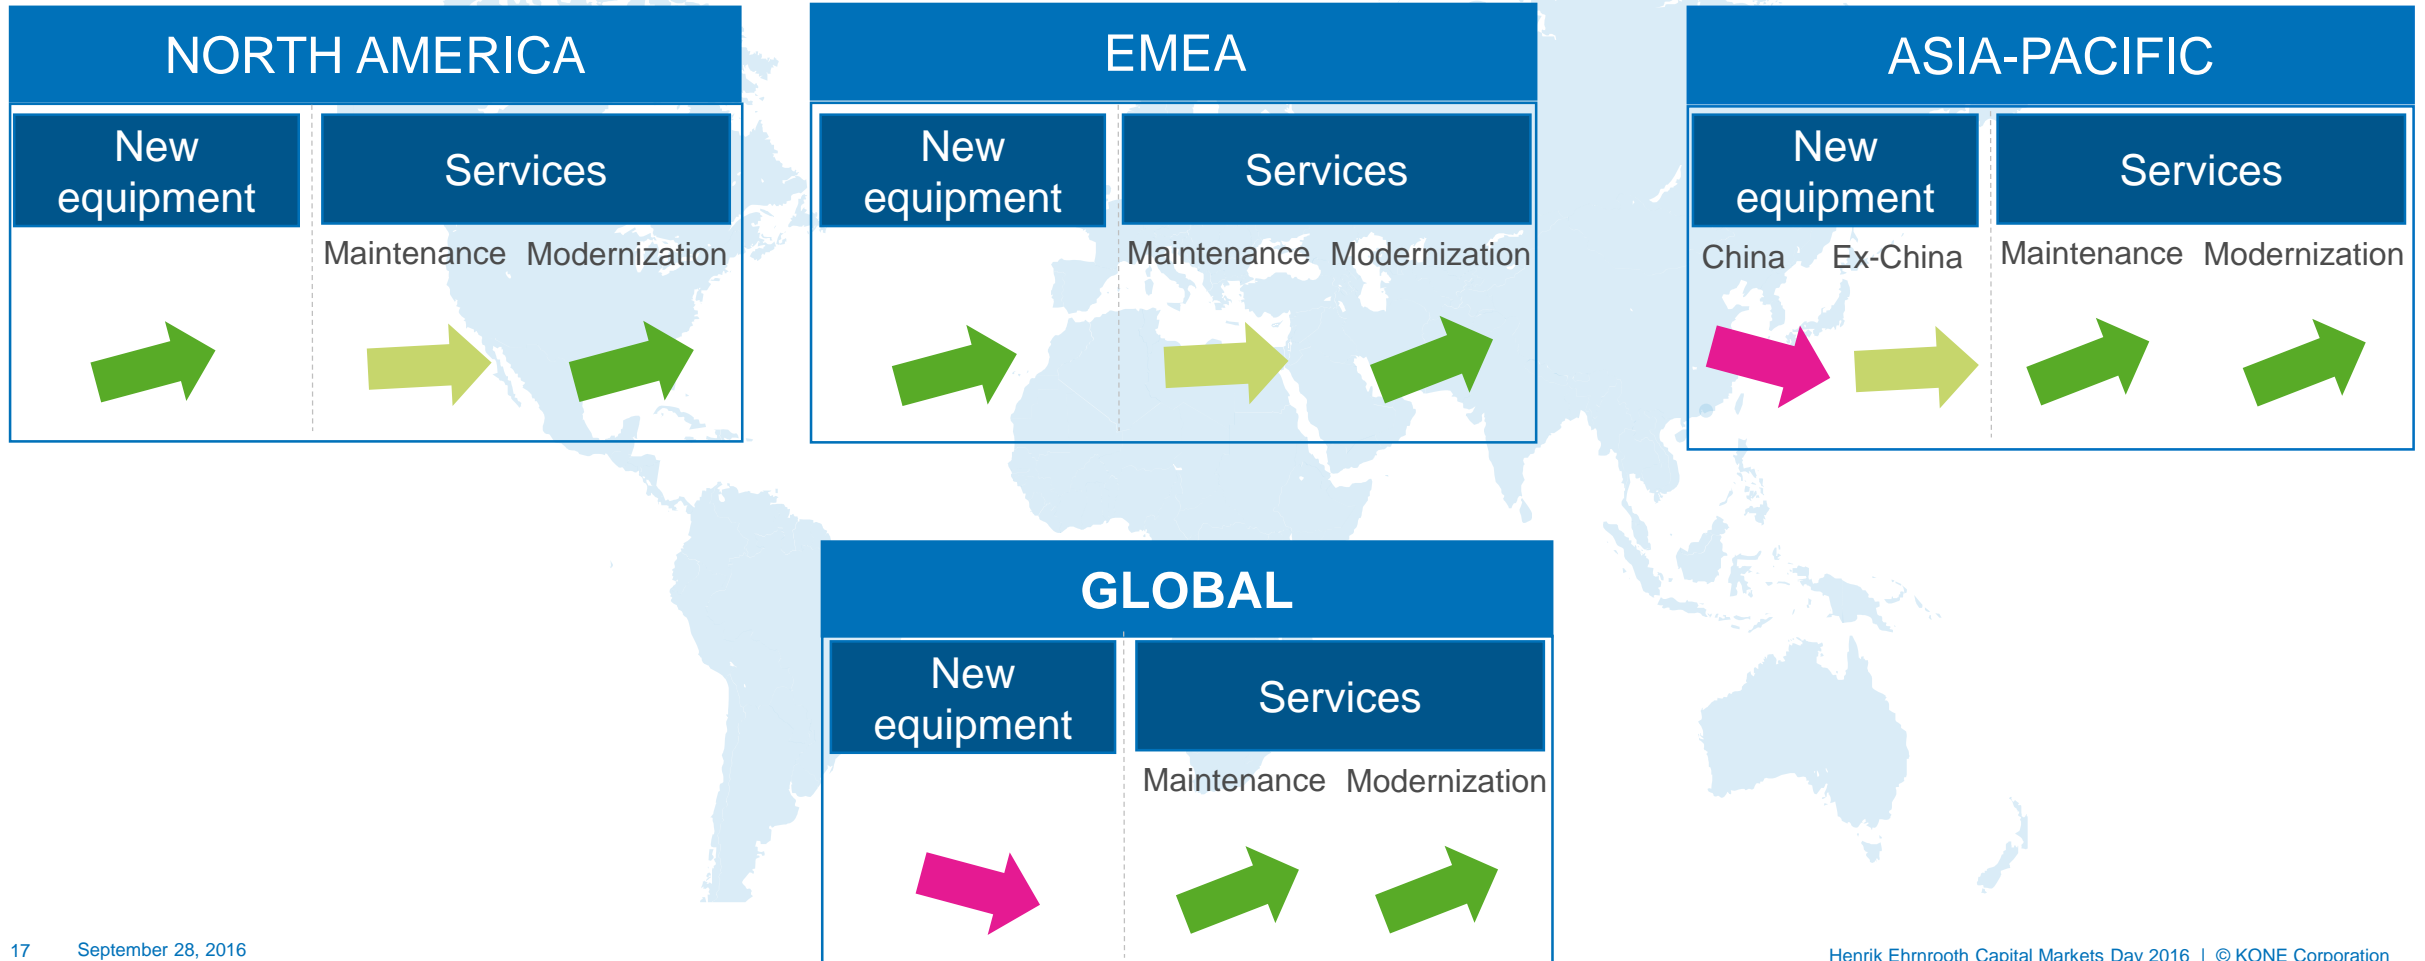 NORTH AMERICA
New
equipment
Services
Maintenance Modernization
EMEA
New
equipment
Services
Maintenance Modernization
ASIA-PACIFIC
New
equipment
Services
China Ex-China Maintenance Modernization
GLOBAL
New
equipment
Services
Maintenance Modernization
17 September 28, 2016
Henrik Ehrnrooth Capital Markets Day 2016 | © KONE Corporation